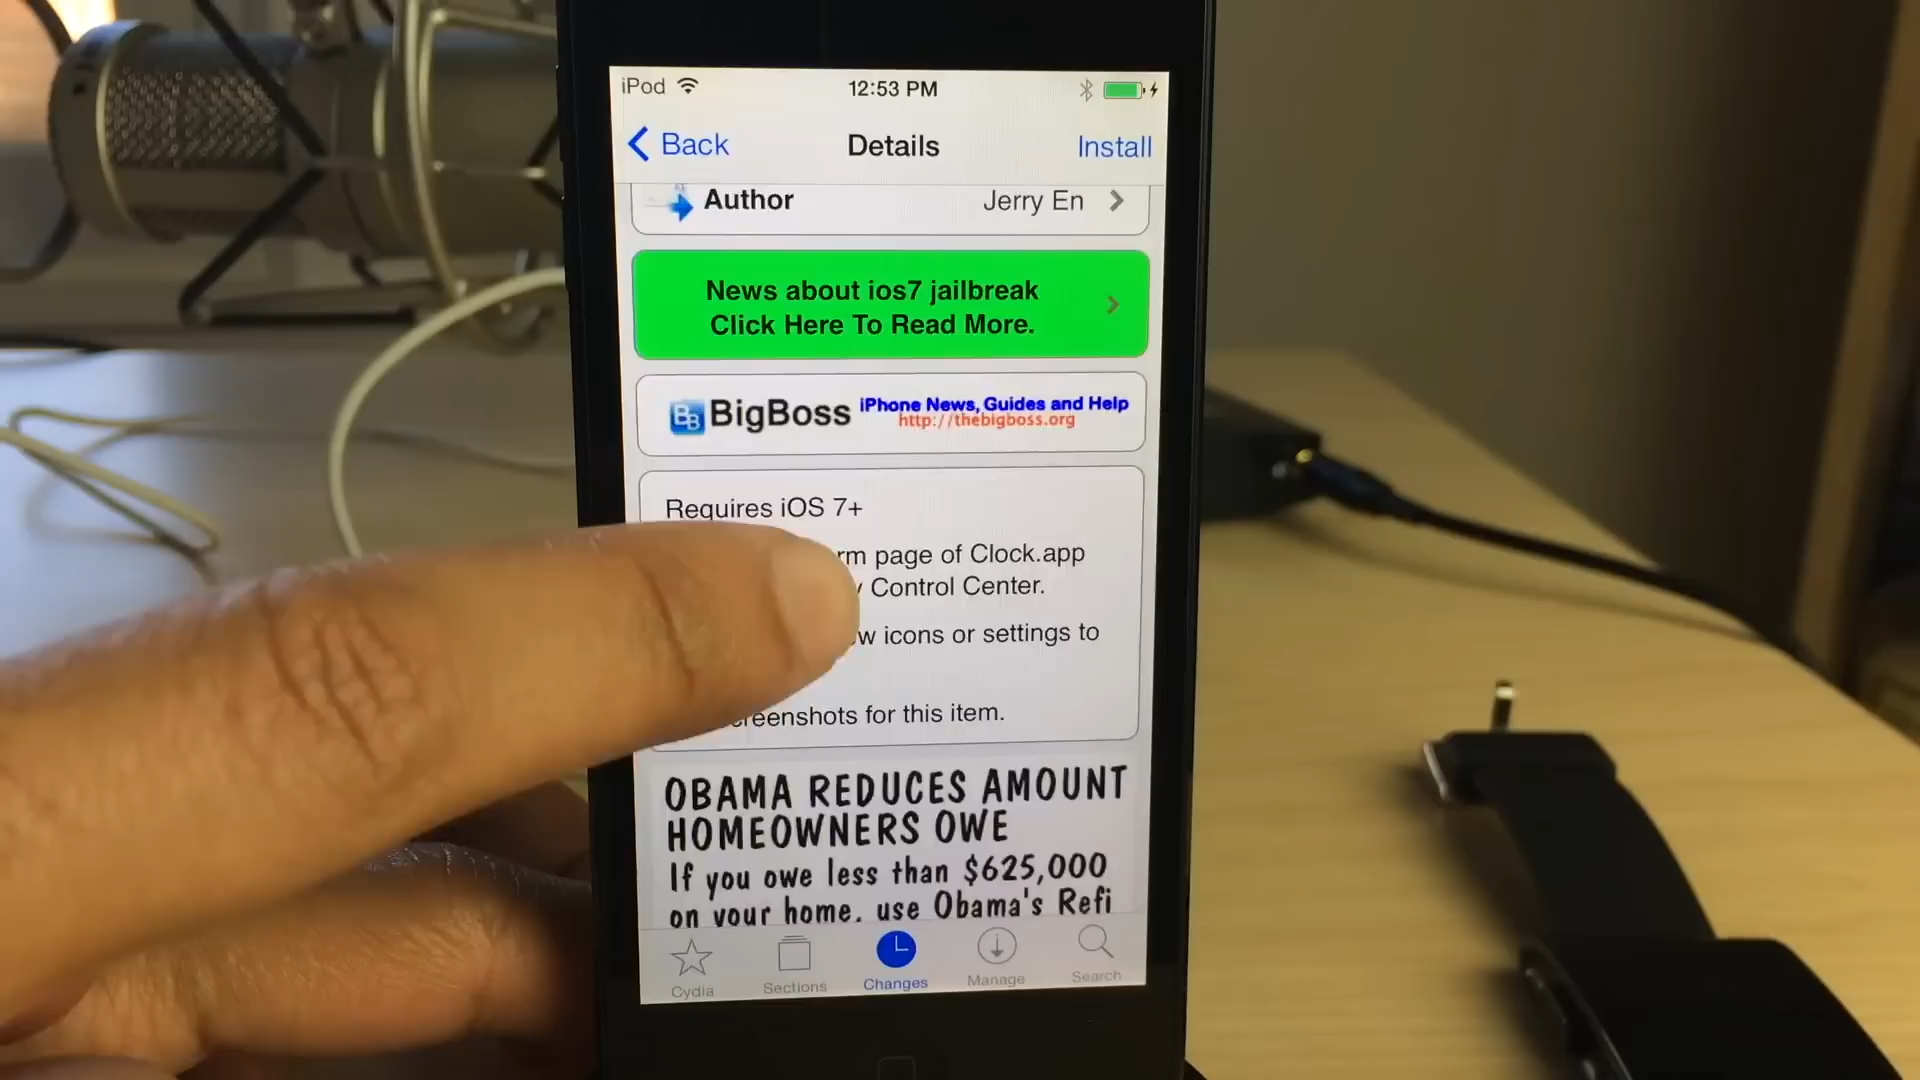 iPod 12:53 PM
Back Details Install
Author Jerry En
News about ios7 jailbreak
Click Here To Read More.
BB BigBoss iPhone News, Guides and Help
http://thebigboss.org
Requires iOS 7+
page of Clock.app
Control Center.
icons or settings to
for this item.
OBAMA REDUCES AMOUNT
HOMEOWNERS OWE
If you owe less than $625,000
on your home, use Obama's Refi
Cydia Sections Changes Manage Search